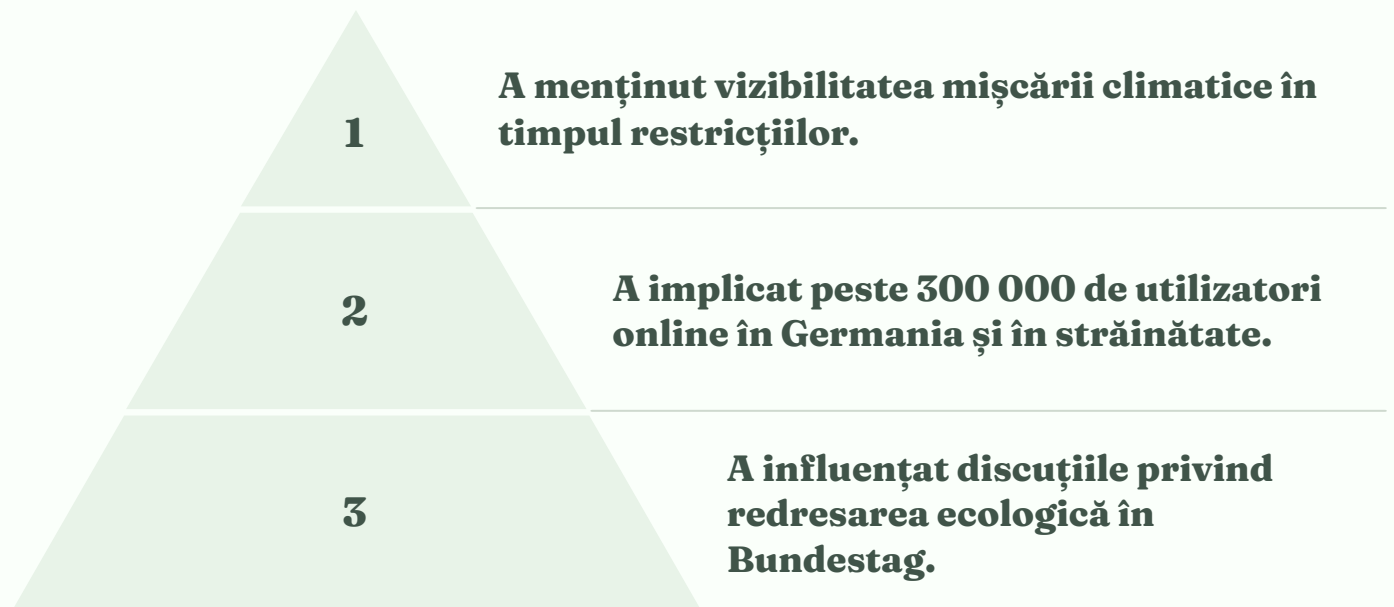 1
A menținut vizibilitatea mișcării climatice în
timpul restricțiilor.
2
A implicat peste 300 000 de utilizatori
online în Germania și în străinătate.
3
A influențat discuțiile privind
redresarea ecologică în
Bundestag.